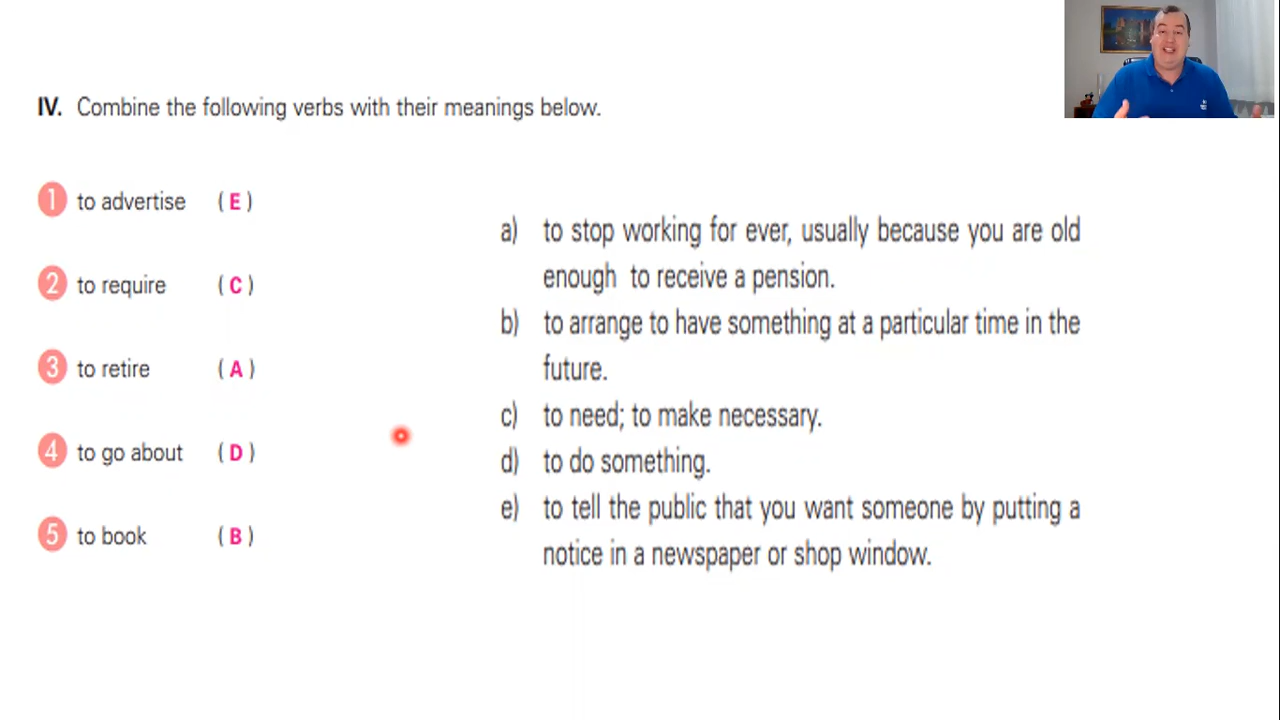 IV. Combine the following verbs with their meanings below.
1 to advertise ( E )
2 to require ( C )
3 to retire ( A )
4 to go about ( D )
5 to book ( B )
a) to stop working for ever, usually because you are old
enough to receive a pension.
b) to arrange to have something at a particular time in the
future.
c) to need; to make necessary.
d) to do something.
e) to tell the public that you want someone by putting a
notice in a newspaper or shop window.